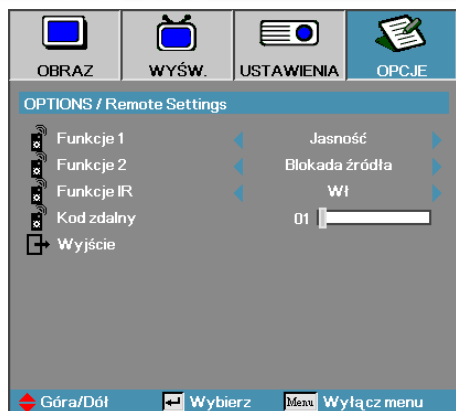 OBRAZ WYŚW. USTAWIENIA OPCJE
OPTIONS / Remote Settings
Funkcje 1 Jasność
Funkcje 2 Blokada źródła
Funkcje IR Wł
Kod zdalny 01
Wyjście
Góra/Dół Wybierz Menu Wyłącz menu